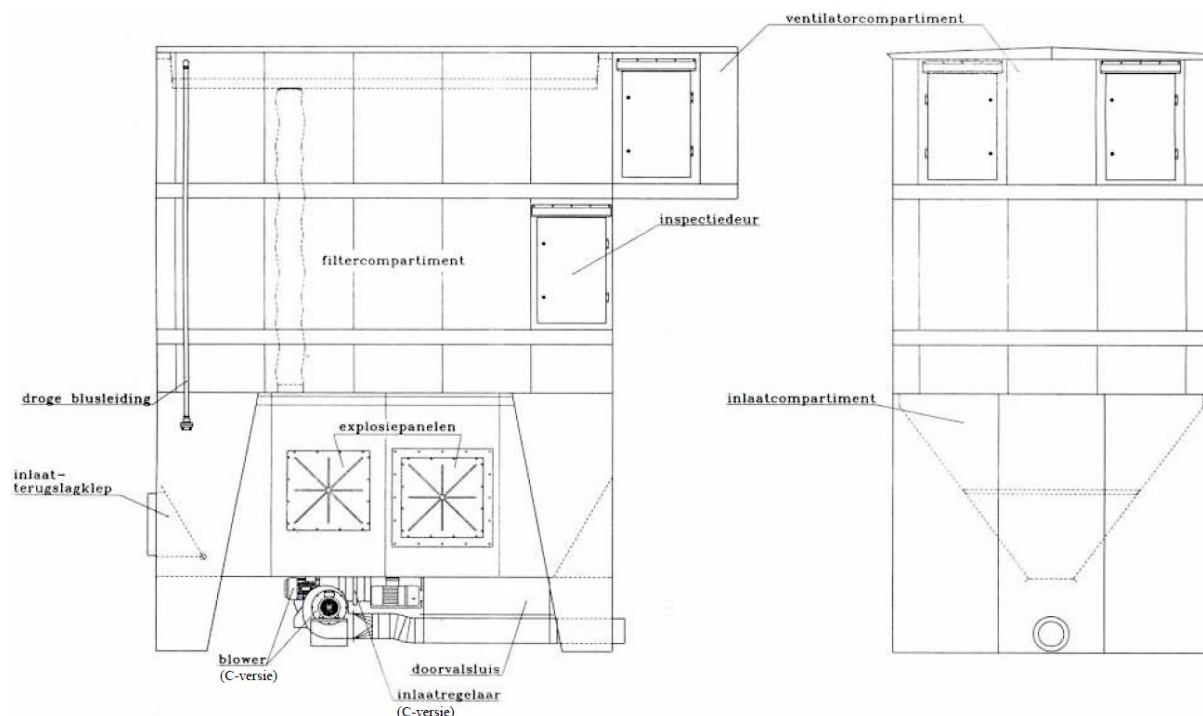 ventilatorcompartiment
inspectiedeur
filtercompartiment
droge blusleiding
explosiepanelen
inlaatcompartiment
inlaat-
terugslagklep
blower
(C-versie)
doorvalsluis
inlaatregelaar
(C-versie)